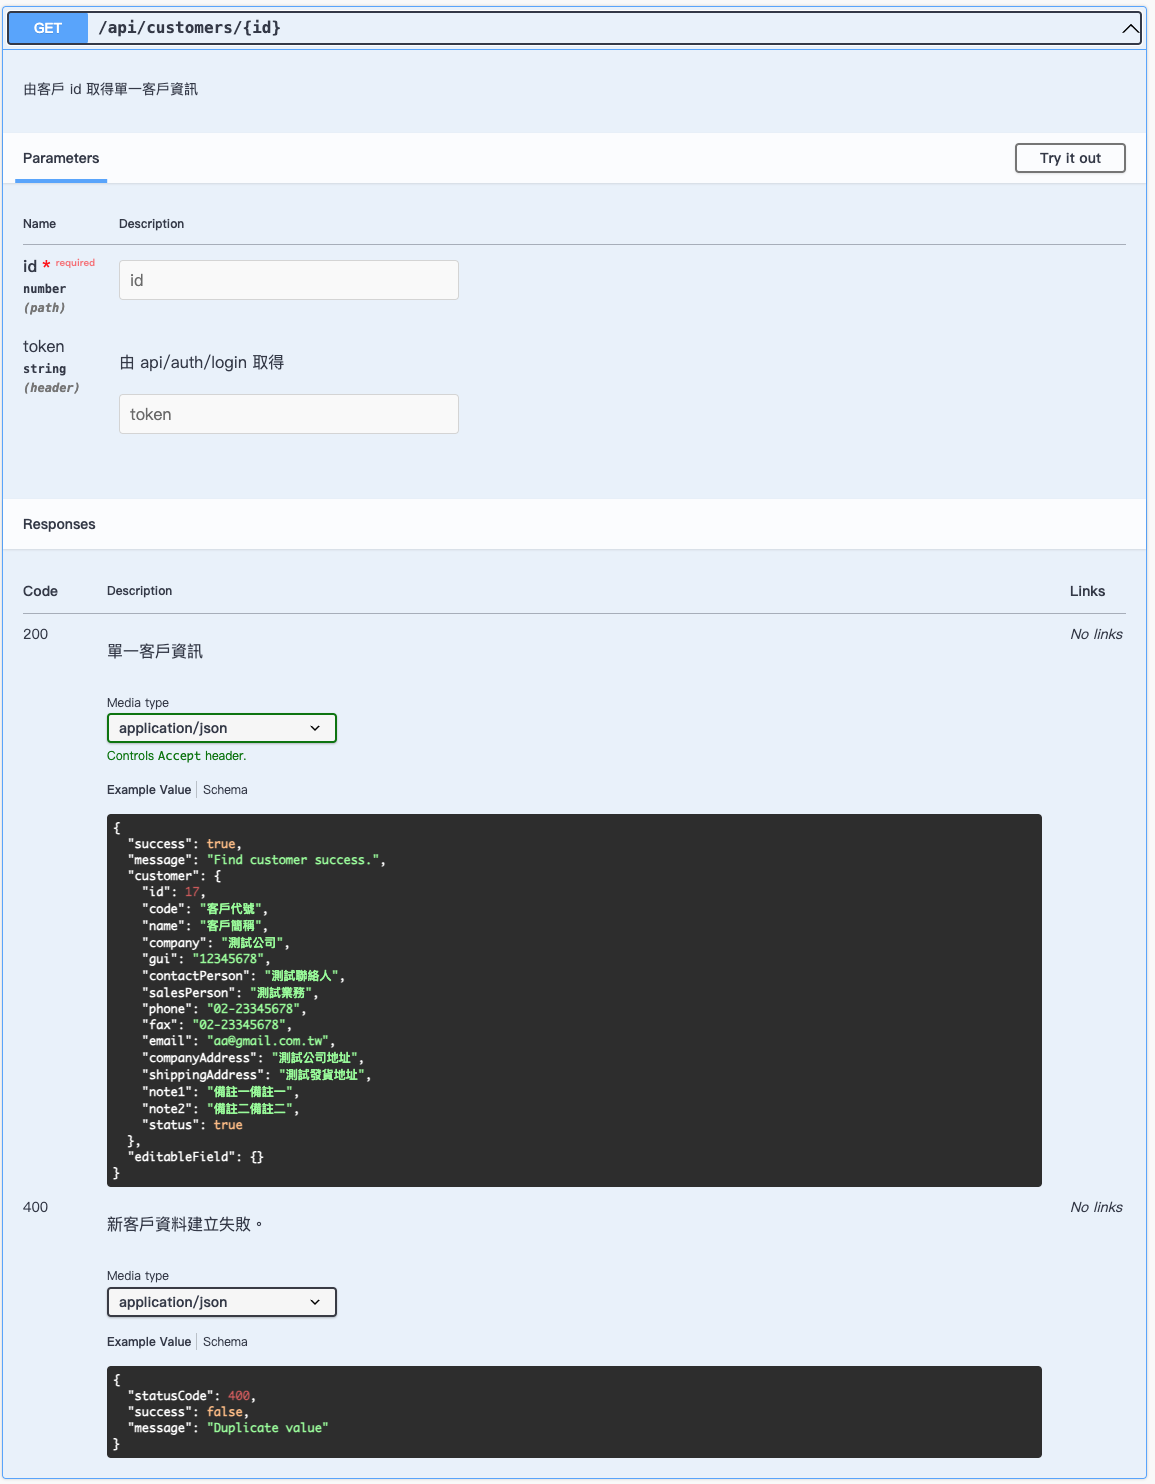 GET /api/customers/{id}
由客戶 id 取得單一客戶資訊
Parameters
Try it out
Name Description
id * required
number
(path)
id
token
string
(header)
由 api/auth/login 取得
token
Responses
Code Description Links
200
單一客戶資訊
No links
Media type
application/json
Controls Accept header.
Example Value Schema
{
  "success": true,
  "message": "Find customer success.",
  "customer": {
    "id": 17,
    "code": "客戶代號",
    "name": "客戶簡稱",
    "company": "測試公司",
    "gui": "12345678",
    "contactPerson": "測試聯絡人",
    "salesPerson": "測試業務",
    "phone": "02-23345678",
    "fax": "02-23345678",
    "email": "aa@gmail.com.tw",
    "companyAddress": "測試公司地址",
    "shippingAddress": "測試發貨地址",
    "note1": "備註一備註一",
    "note2": "備註二備註二",
    "status": true
  },
  "editableField": {}
}
400
新客戶資料建立失敗。
No links
Media type
application/json
Example Value Schema
{
  "statusCode": 400,
  "success": false,
  "message": "Duplicate value"
}